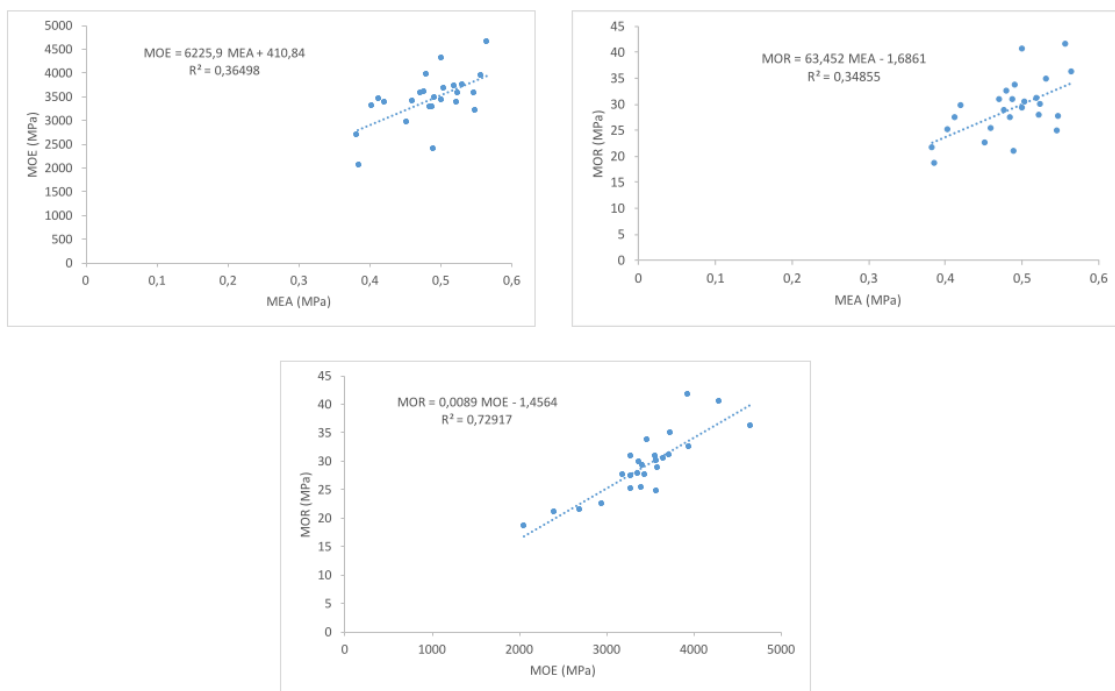 MOE = 6225,9 MEA + 410,84
R² = 0,36498
MOE (MPa)
5000
4500
4000
3500
3000
2500
2000
1500
1000
500
0
0 0,1 0,2 0,3 0,4 0,5 0,6
MEA (MPa)
MOR = 63,452 MEA - 1,6861
R² = 0,34855
MOR (MPa)
45
40
35
30
25
20
15
10
5
0
0 0,1 0,2 0,3 0,4 0,5 0,6
MEA (MPa)
MOR = 0,0089 MOE - 1,4564
R² = 0,72917
MOR (MPa)
45
40
35
30
25
20
15
10
5
0
0 1000 2000 3000 4000 5000
MOE (MPa)